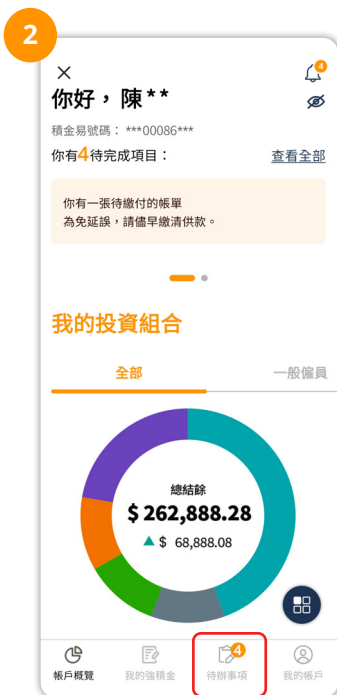 2
4
你好，陳**
積金易號碼： ***00086***
你有4待完成項目： 查看全部
你有一張待繳付的帳單
為免延誤，請儘早繳清供款。
我的投資組合
全部 一般僱員
總結餘
$ 262,888.28
▲ $ 68,888.08
4
帳戶概覽 我的強積金 待辦事項 我的帳戶